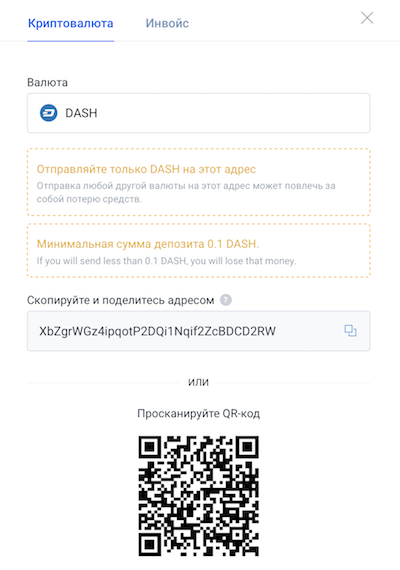 Криптовалюта Инвойс
Валюта
DASH
Отправляйте только DASH на этот адрес
Отправка любой другой валюты на этот адрес может повлечь за
собой потерю средств.
Минимальная сумма депозита 0.1 DASH.
If you will send less than 0.1 DASH, you will lose that money.
Скопируйте и поделитесь адресом ?
XbZgrWGz4ipqotP2DQi1Nqif2ZcBDCD2RW
ИЛИ
Просканируйте QR-код